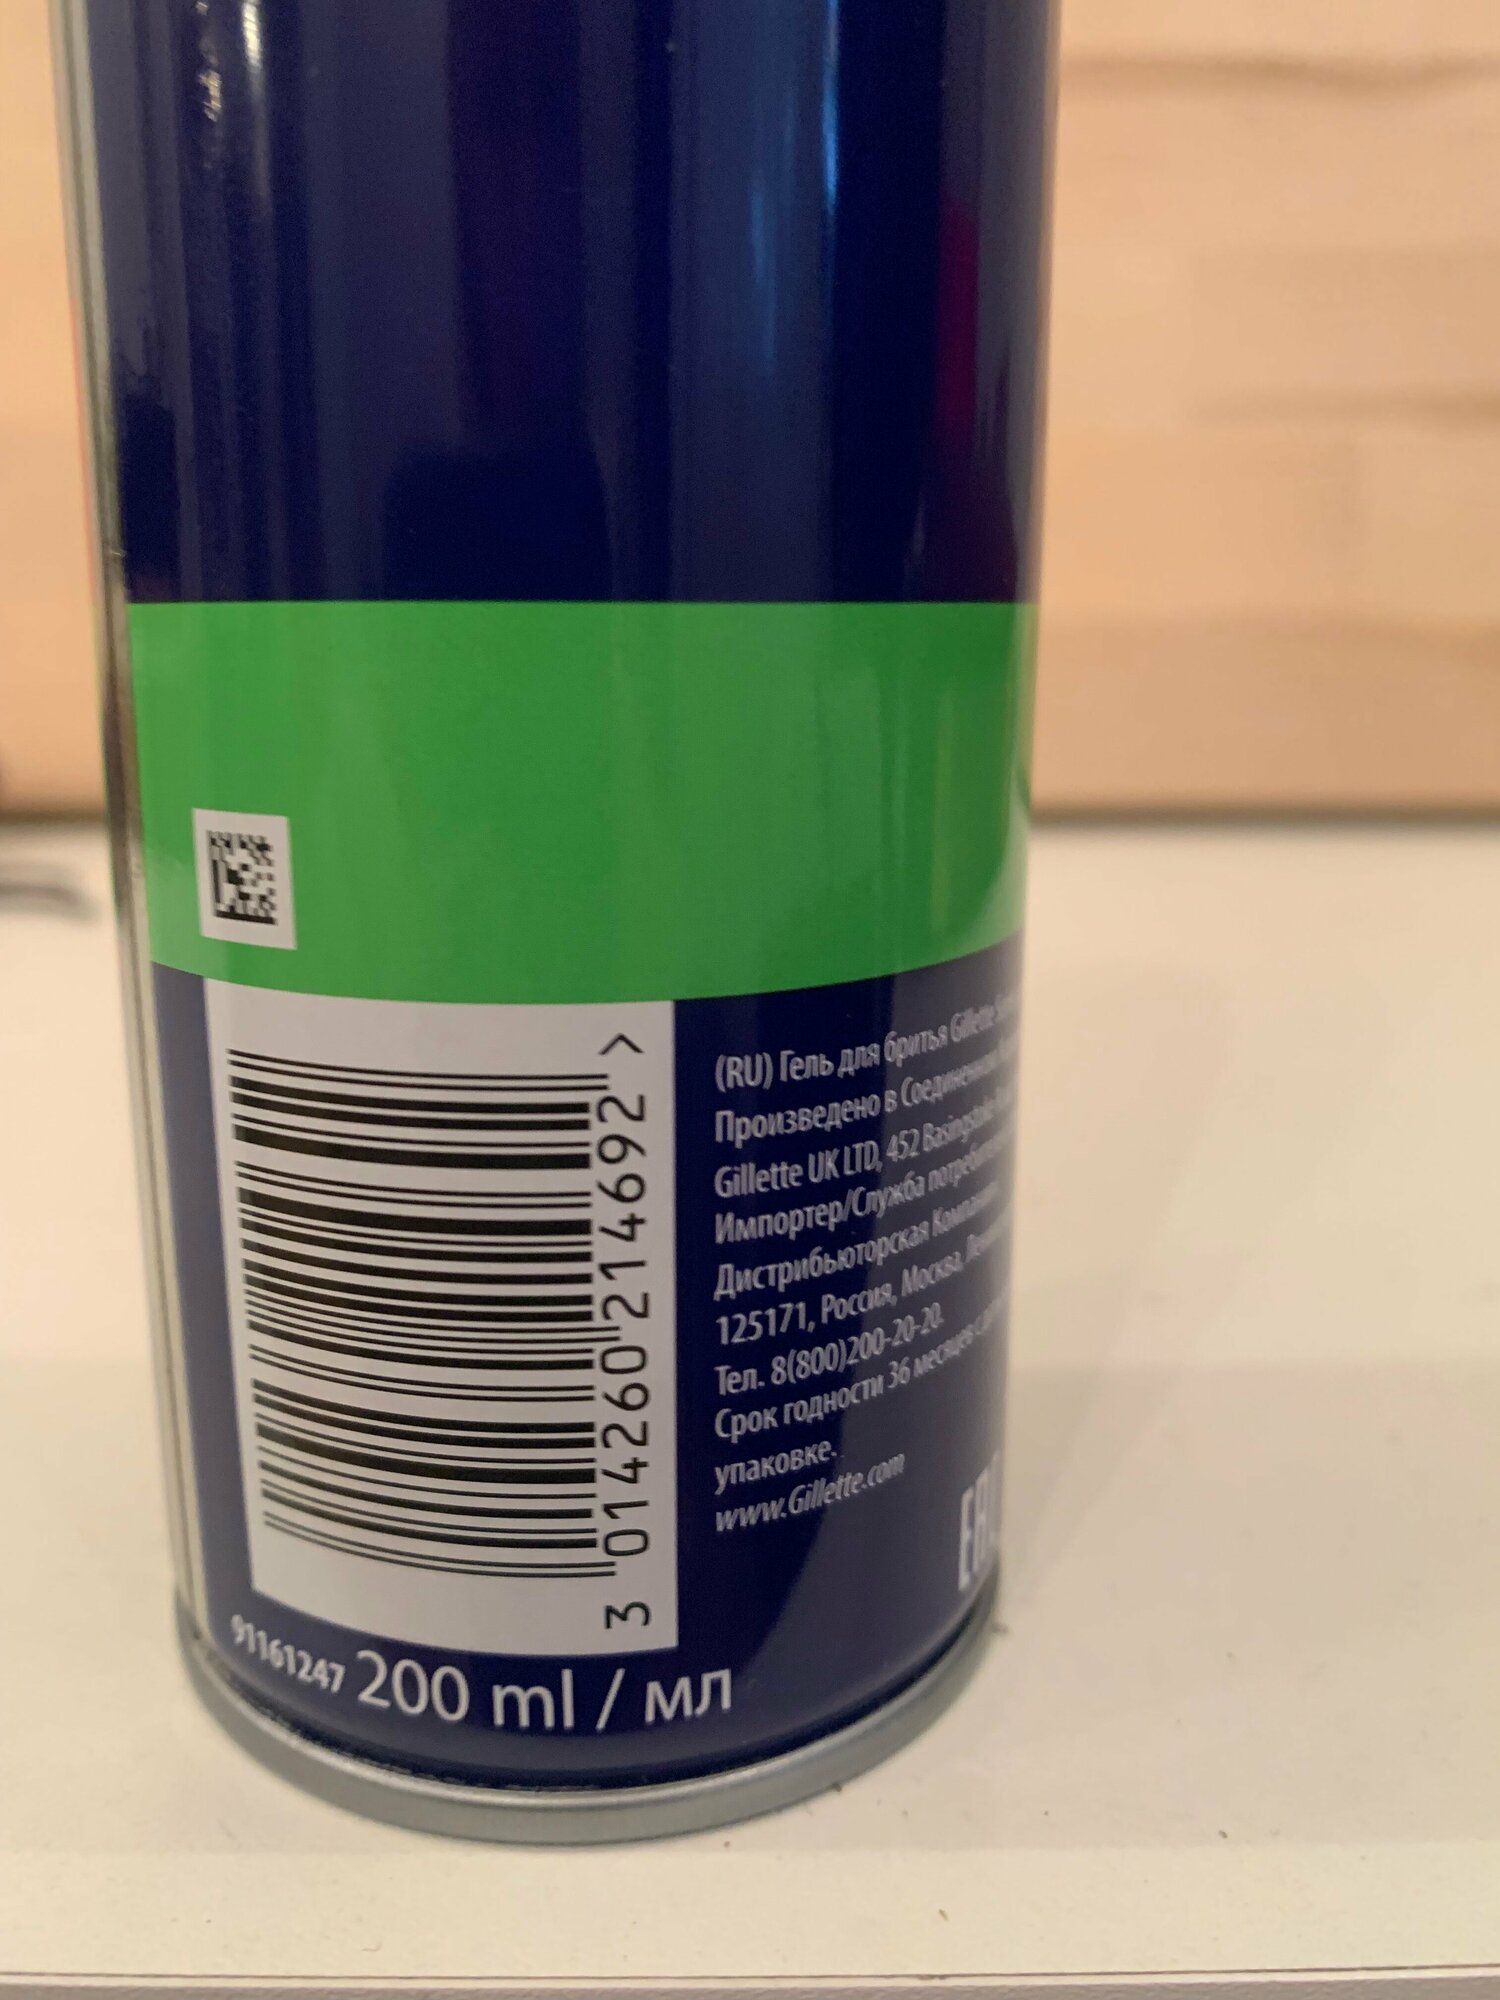 (RU) Гель для бритья Gillette
Произведено в
Gillette UK LTD, 452 Basingstoke
Импортер/Служба
Дистрибьюторская Компания
125171, Россия, Москва,
Тел. 8(800)200-20-20.
Срок годности 36 месяцев с
упаковке.
www.Gillette.com
EAC
3 014260 214692 >
91161247 200 ml / мл